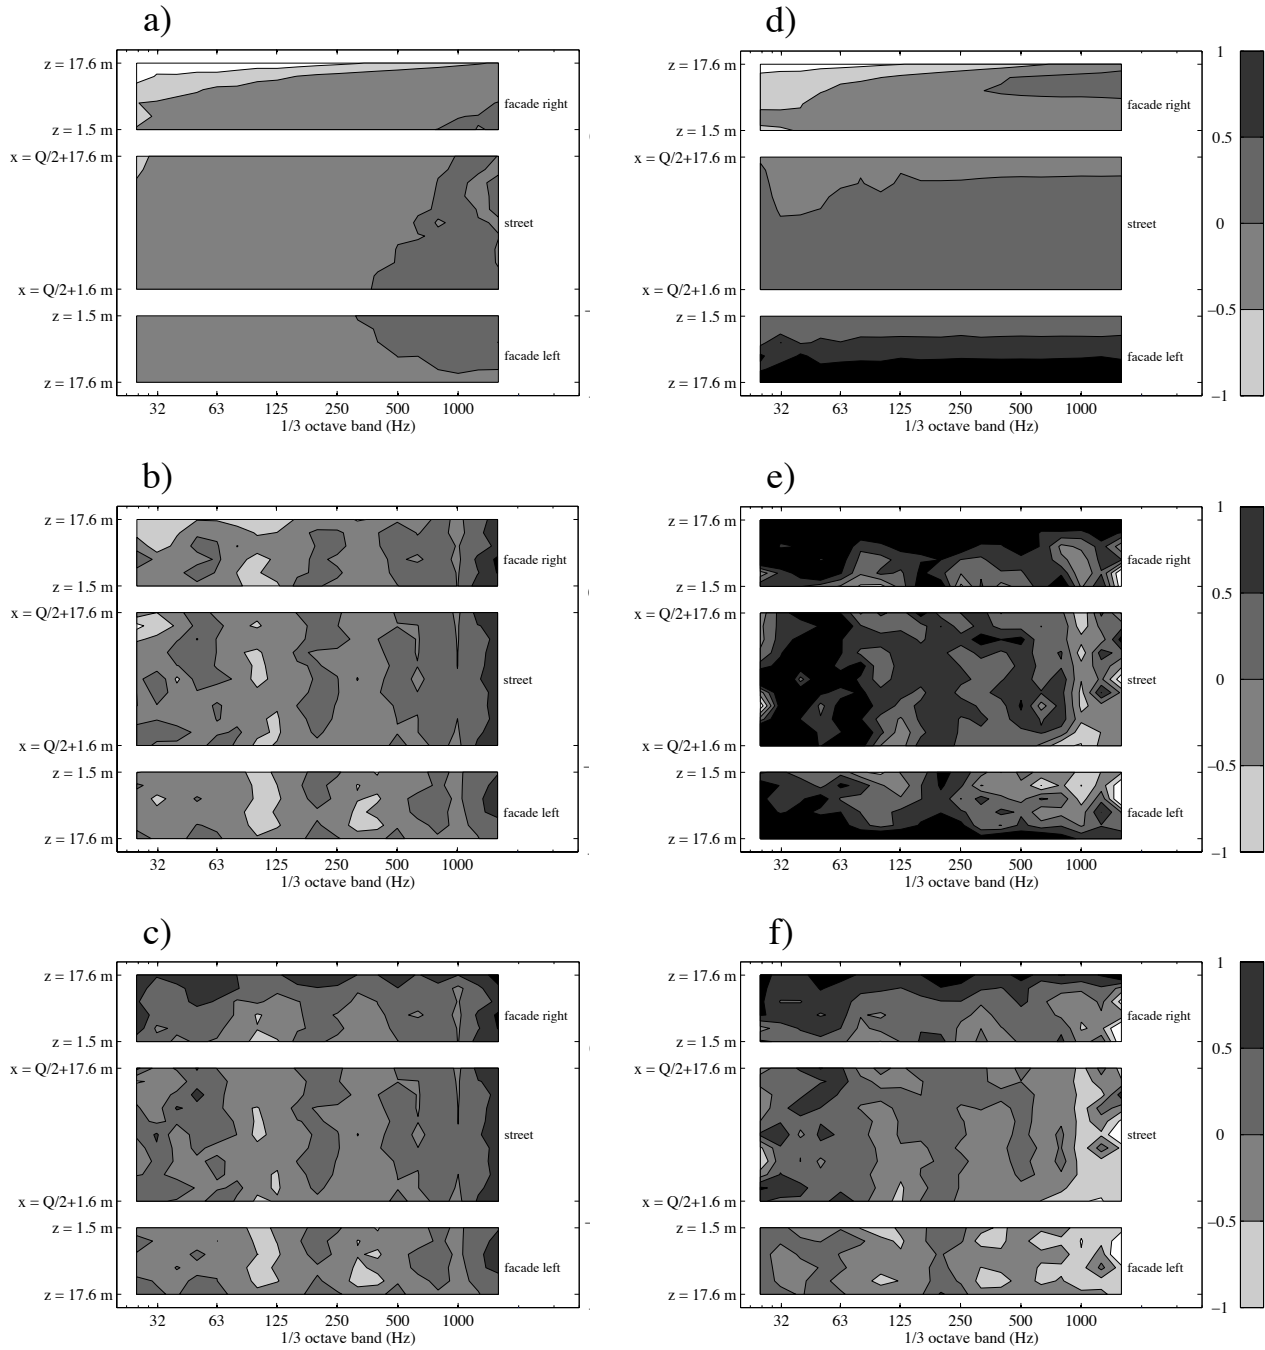 a)
z = 17.6 m
facade right
z = 1.5 m
x = Q/2+17.6 m
street
x = Q/2+1.6 m
z = 1.5 m
facade left
z = 17.6 m
32 63 125 250 500 1000
1/3 octave band (Hz)
d)
z = 17.6 m
facade right
z = 1.5 m
x = Q/2+17.6 m
street
x = Q/2+1.6 m
z = 1.5 m
facade left
z = 17.6 m
32 63 125 250 500 1000
1/3 octave band (Hz)
1
0.5
0
−0.5
−1
b)
z = 17.6 m
facade right
z = 1.5 m
x = Q/2+17.6 m
street
x = Q/2+1.6 m
z = 1.5 m
facade left
z = 17.6 m
32 63 125 250 500 1000
1/3 octave band (Hz)
e)
z = 17.6 m
facade right
z = 1.5 m
x = Q/2+17.6 m
street
x = Q/2+1.6 m
z = 1.5 m
facade left
z = 17.6 m
32 63 125 250 500 1000
1/3 octave band (Hz)
1
0.5
0
−0.5
−1
c)
z = 17.6 m
facade right
z = 1.5 m
x = Q/2+17.6 m
street
x = Q/2+1.6 m
z = 1.5 m
facade left
z = 17.6 m
32 63 125 250 500 1000
1/3 octave band (Hz)
f)
z = 17.6 m
facade right
z = 1.5 m
x = Q/2+17.6 m
street
x = Q/2+1.6 m
z = 1.5 m
facade left
z = 17.6 m
32 63 125 250 500 1000
1/3 octave band (Hz)
1
0.5
0
−0.5
−1